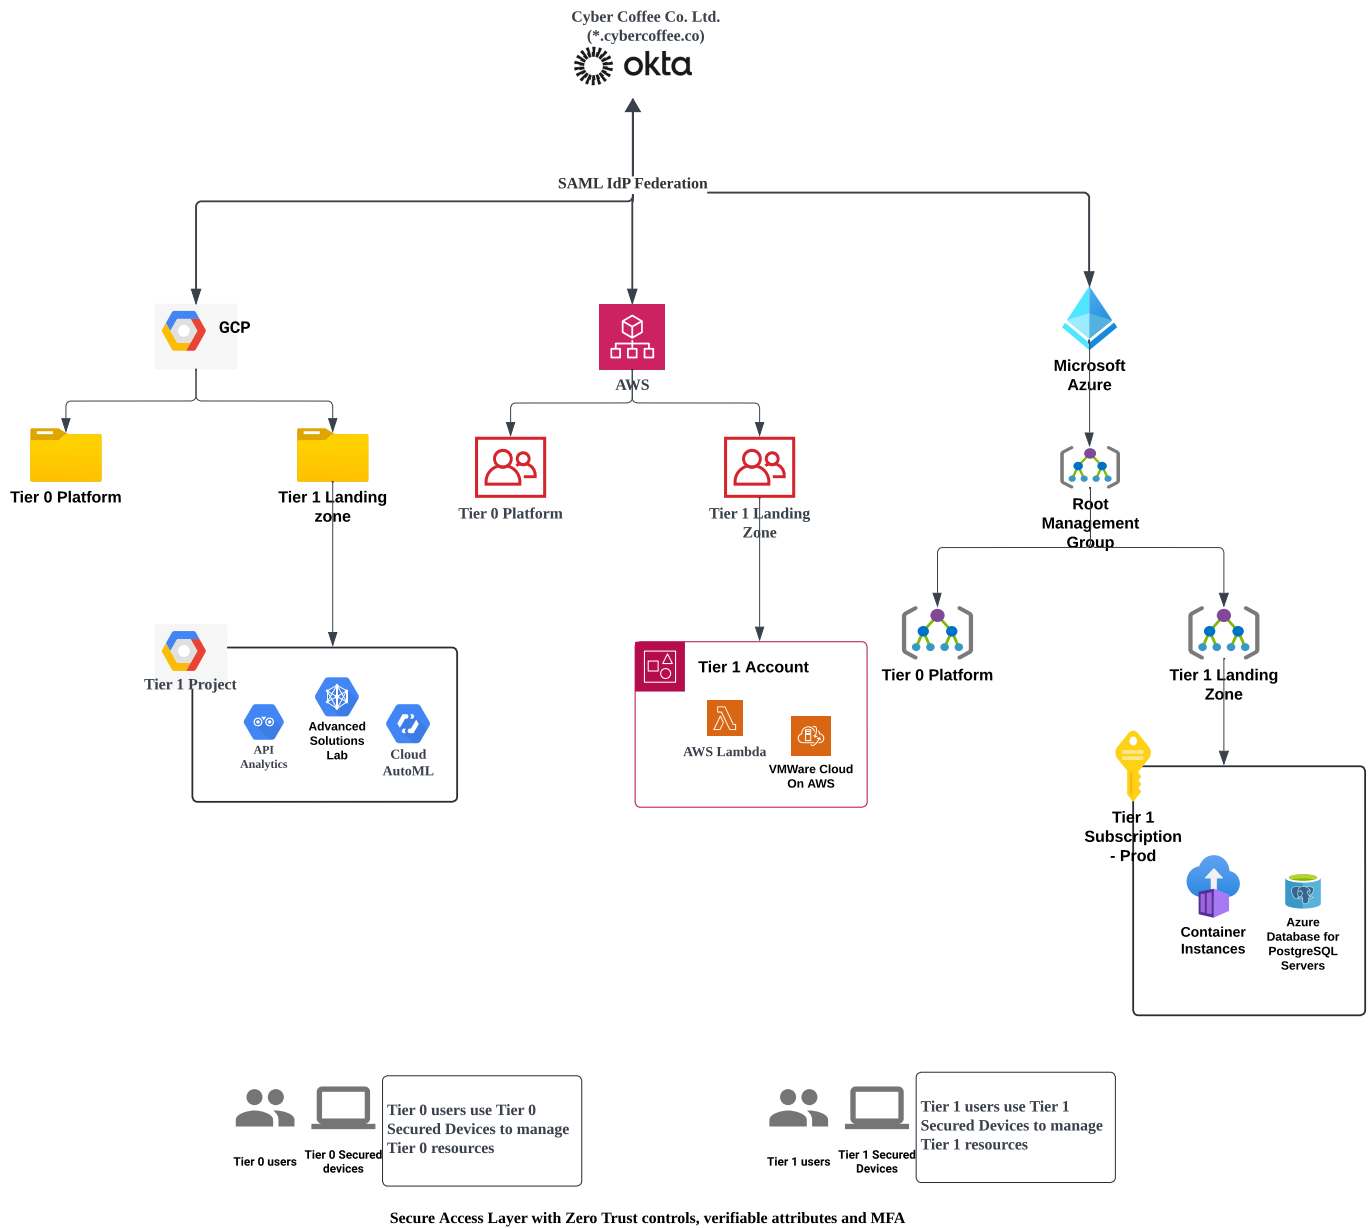 Cyber Coffee Co. Ltd.
(*.cybercoffee.co)
okta
SAML IdP Federation
GCP
AWS
Microsoft
Azure
Tier 0 Platform
Tier 1 Landing
zone
Tier 0 Platform
Tier 1 Landing
Zone
Root
Management
Group
Tier 0 Platform
Tier 1 Landing
Zone
Tier 1 Project
API
Analytics
Advanced
Solutions
Lab
Cloud
AutoML
Tier 1 Account
AWS Lambda
VMWare Cloud
On AWS
Tier 1
Subscription
- Prod
Container
Instances
Azure
Database for
PostgreSQL
Servers
Tier 0 users
Tier 0 Secured
devices
Tier 0 users use Tier 0
Secured Devices to manage
Tier 0 resources
Tier 1 users
Tier 1 Secured
Devices
Tier 1 users use Tier 1
Secured Devices to manage
Tier 1 resources
Secure Access Layer with Zero Trust controls, verifiable attributes and MFA